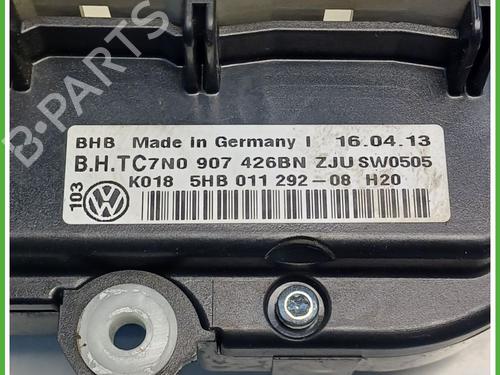 B-PARTS
BHB Made in Germany I 16.04.13
B.H.TC7N0 907 426BN ZJU SW0505
K018 5HB 011 292-08 H20
103